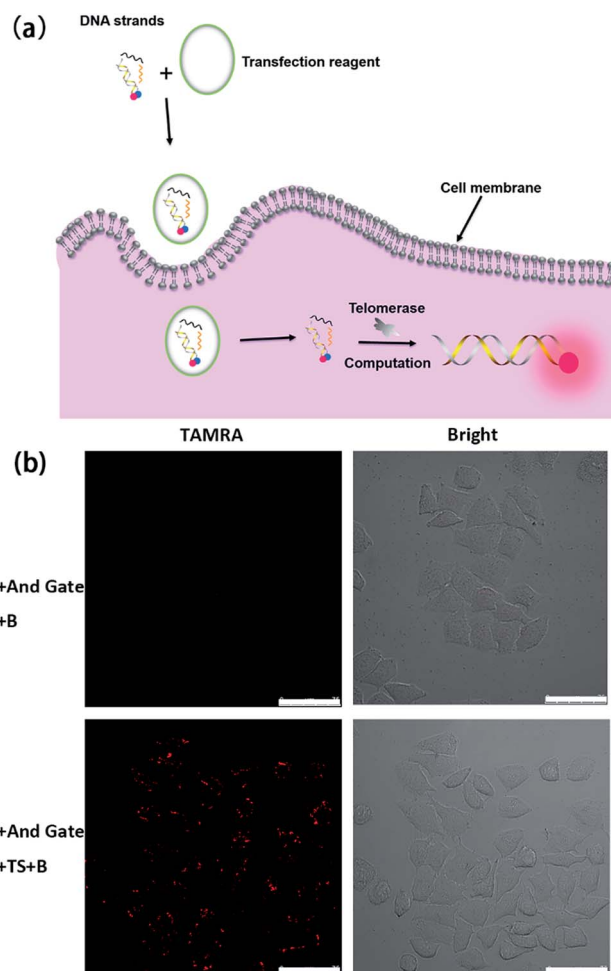 (a)
DNA strands
+
Transfection reagent
Cell membrane
Telomerase
Computation
(b)
TAMRA
Bright
+And Gate
+B
+And Gate
+TS+B